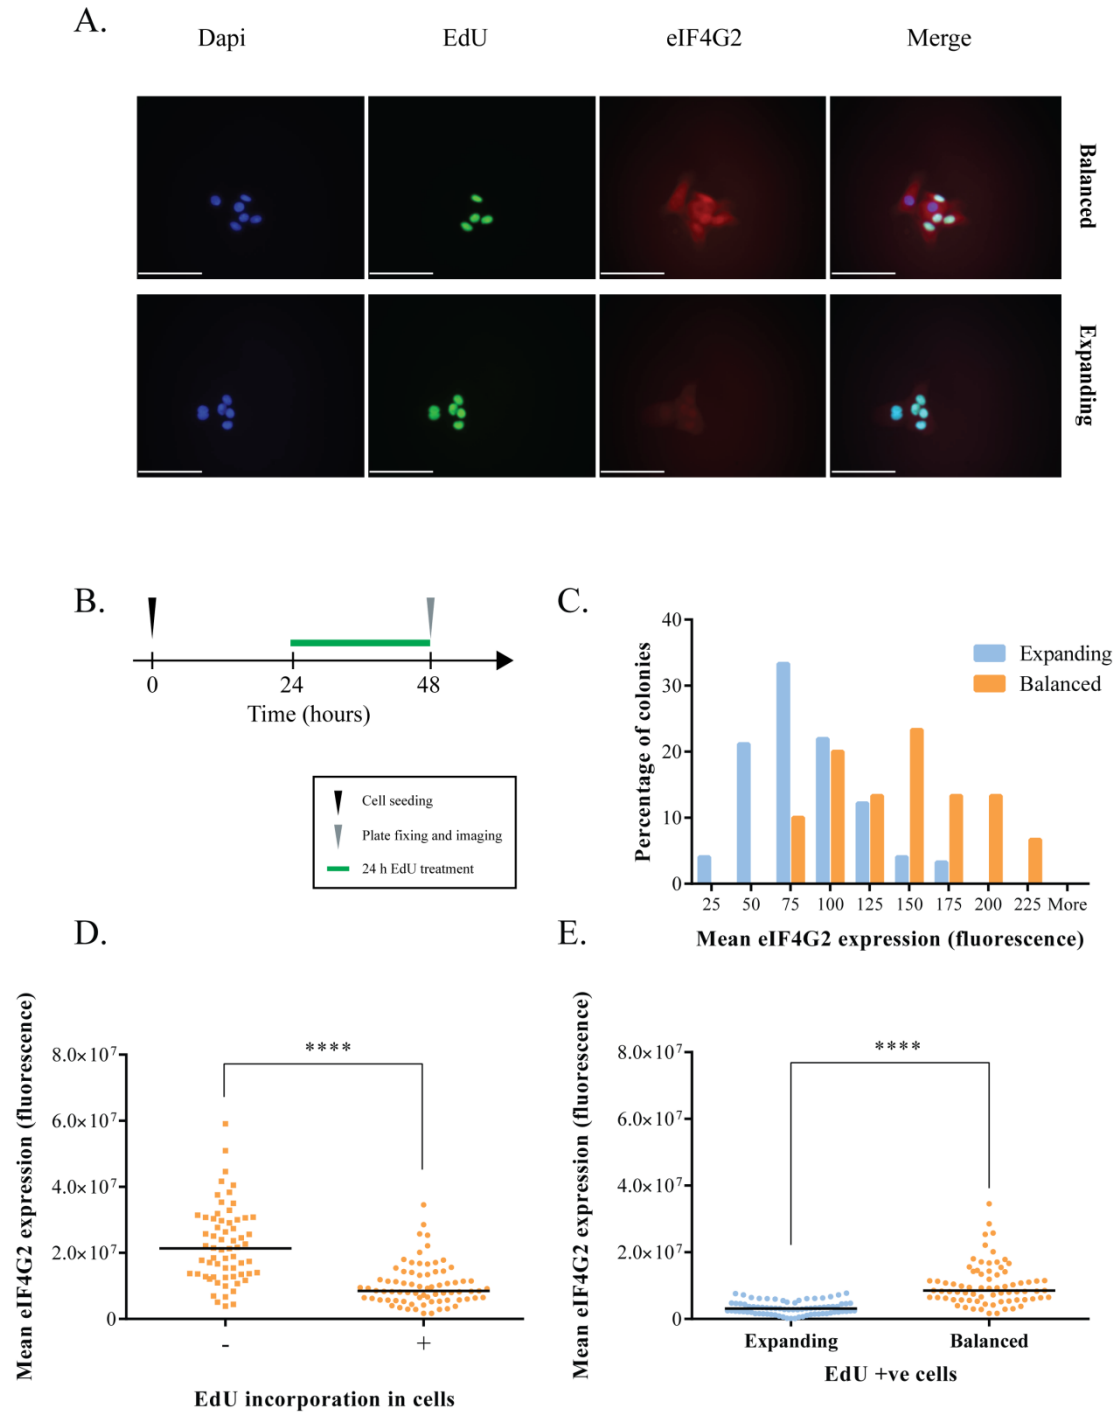 A.
Dapi EdU eIF4G2 Merge
Balanced
Expanding
B.
0 24 48
Time (hours)
Cell seeding
Plate fixing and imaging
24 h EdU treatment
C.
Percentage of colonies
40
30
20
10
0
Expanding
Balanced
25 50 75 100 125 150 175 200 225 More
Mean eIF4G2 expression (fluorescence)
D.
Mean eIF4G2 expression (fluorescence)
8.0×10⁷
6.0×10⁷
4.0×10⁷
2.0×10⁷
0
****
- +
EdU incorporation in cells
E.
Mean eIF4G2 expression (fluorescence)
8.0×10⁷
6.0×10⁷
4.0×10⁷
2.0×10⁷
0
****
Expanding Balanced
EdU +ve cells